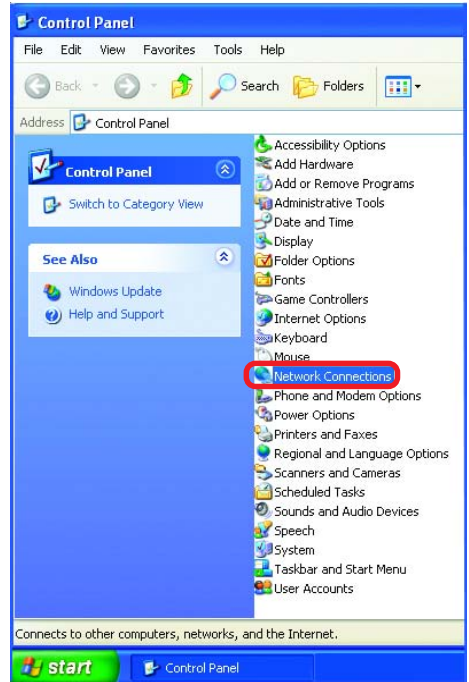 Control Panel
File Edit View Favorites Tools Help
Back Search Folders
Address Control Panel
Control Panel
Switch to Category View
See Also
Windows Update
Help and Support
Accessibility Options
Add Hardware
Add or Remove Programs
Administrative Tools
Date and Time
Display
Folder Options
Fonts
Game Controllers
Internet Options
Keyboard
Mouse
Network Connections
Phone and Modem Options
Power Options
Printers and Faxes
Regional and Language Options
Scanners and Cameras
Scheduled Tasks
Sounds and Audio Devices
Speech
System
Taskbar and Start Menu
User Accounts
Connects to other computers, networks, and the Internet.
start Control Panel